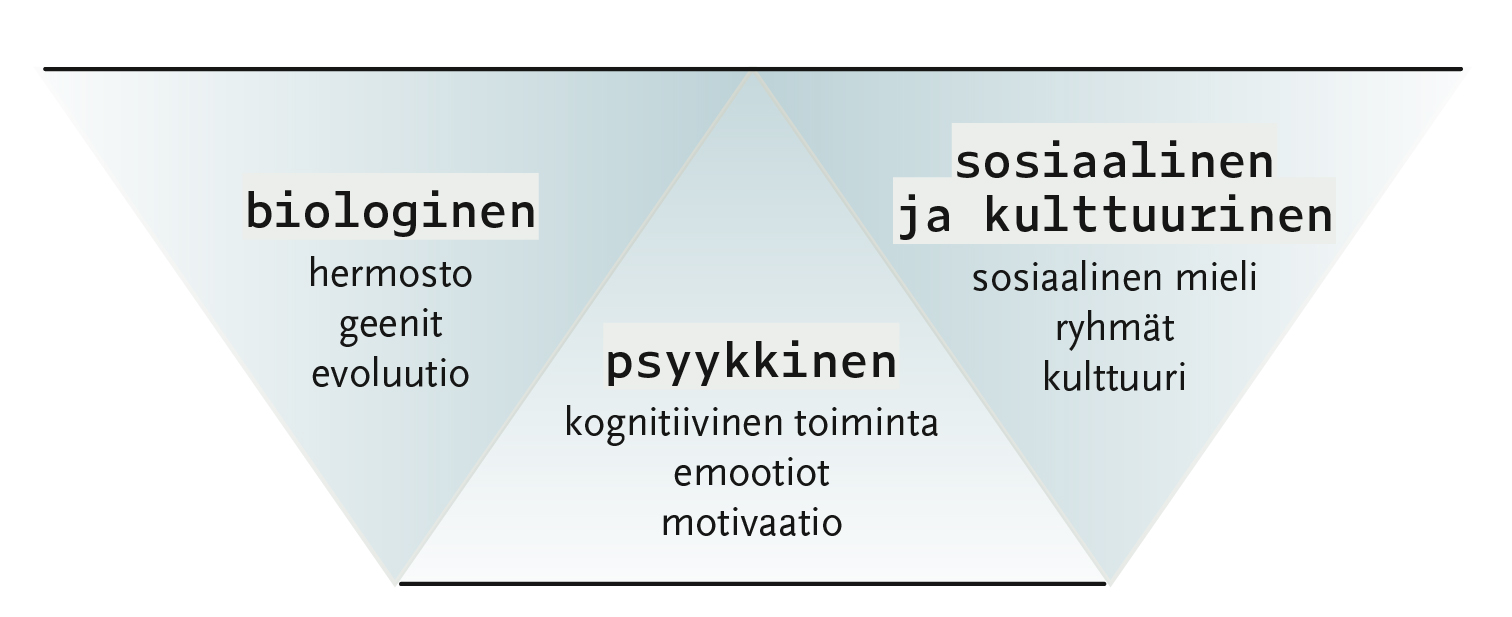 biologinen
hermosto
geenit
evoluutio
psyykkinen
kognitiivinen toiminta
emootiot
motivaatio
sosiaalinen
ja kulttuurinen
sosiaalinen mieli
ryhmät
kulttuuri